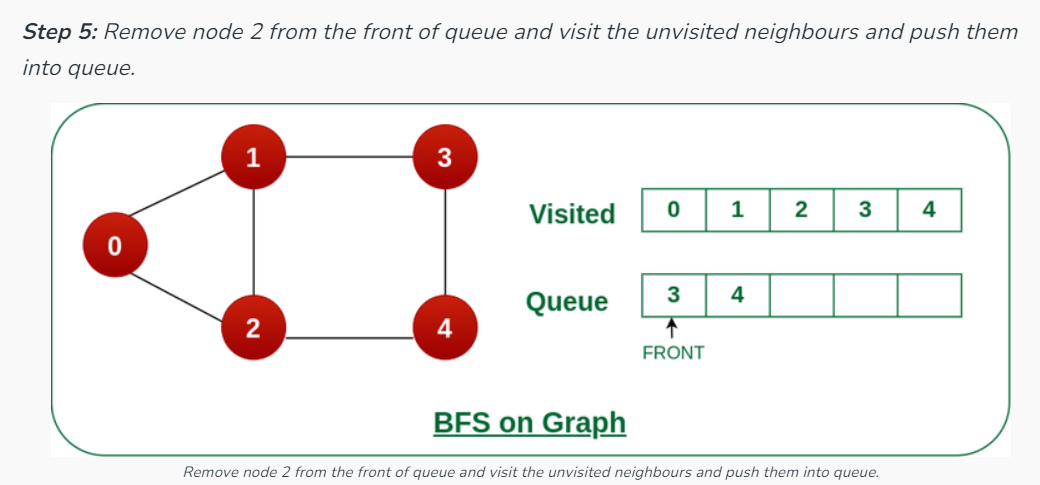 Step 5: Remove node 2 from the front of queue and visit the unvisited neighbours and push them
into queue.
1 3
Visited 0 1 2 3 4
0
Queue 3 4
2 4
FRONT
BFS on Graph
Remove node 2 from the front of queue and visit the unvisited neighbours and push them into queue.